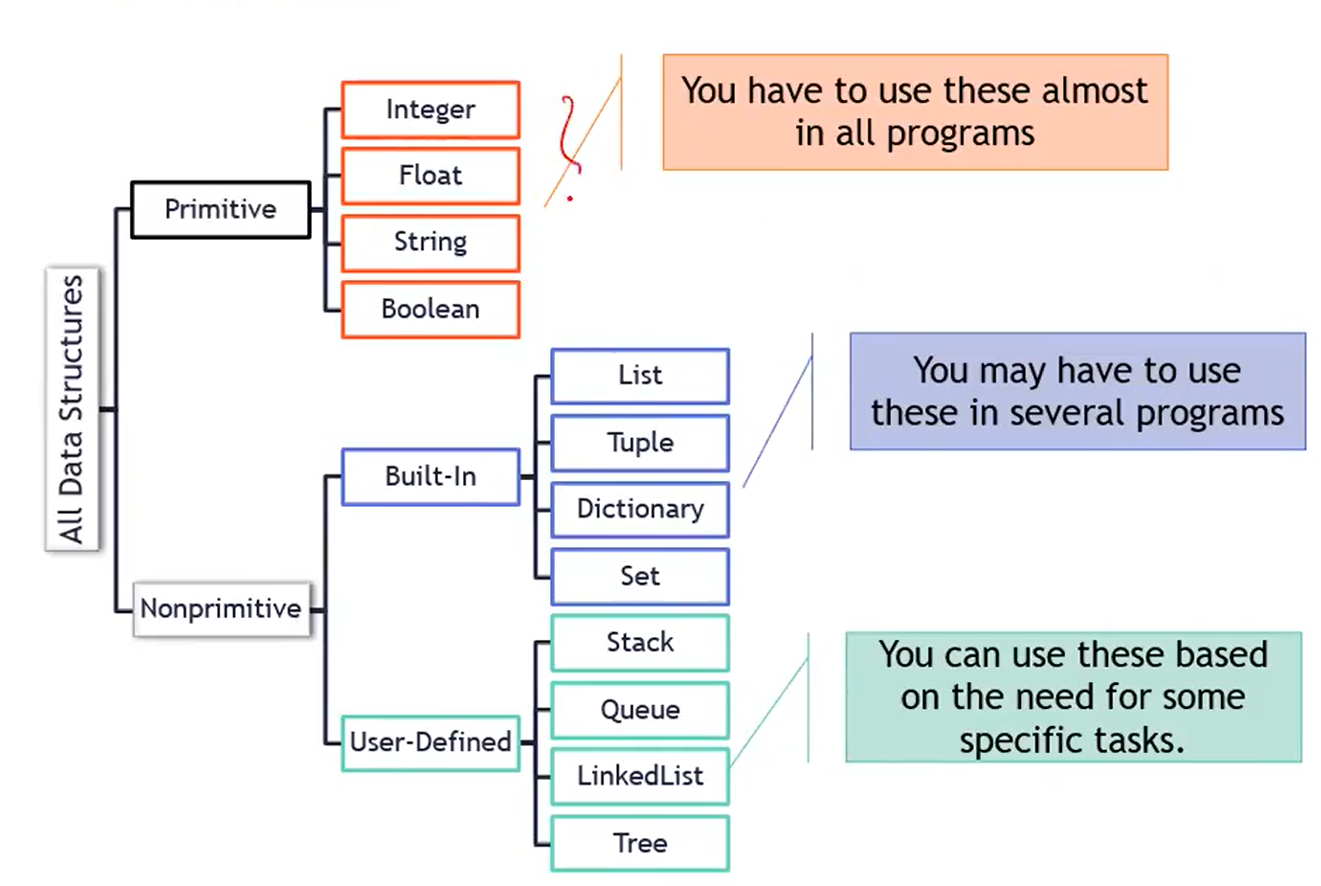 All Data Structures
Primitive
Integer
Float
String
Boolean
You have to use these almost
in all programs
Nonprimitive
Built-In
List
Tuple
Dictionary
Set
You may have to use
these in several programs
User-Defined
Stack
Queue
LinkedList
Tree
You can use these based
on the need for some
specific tasks.